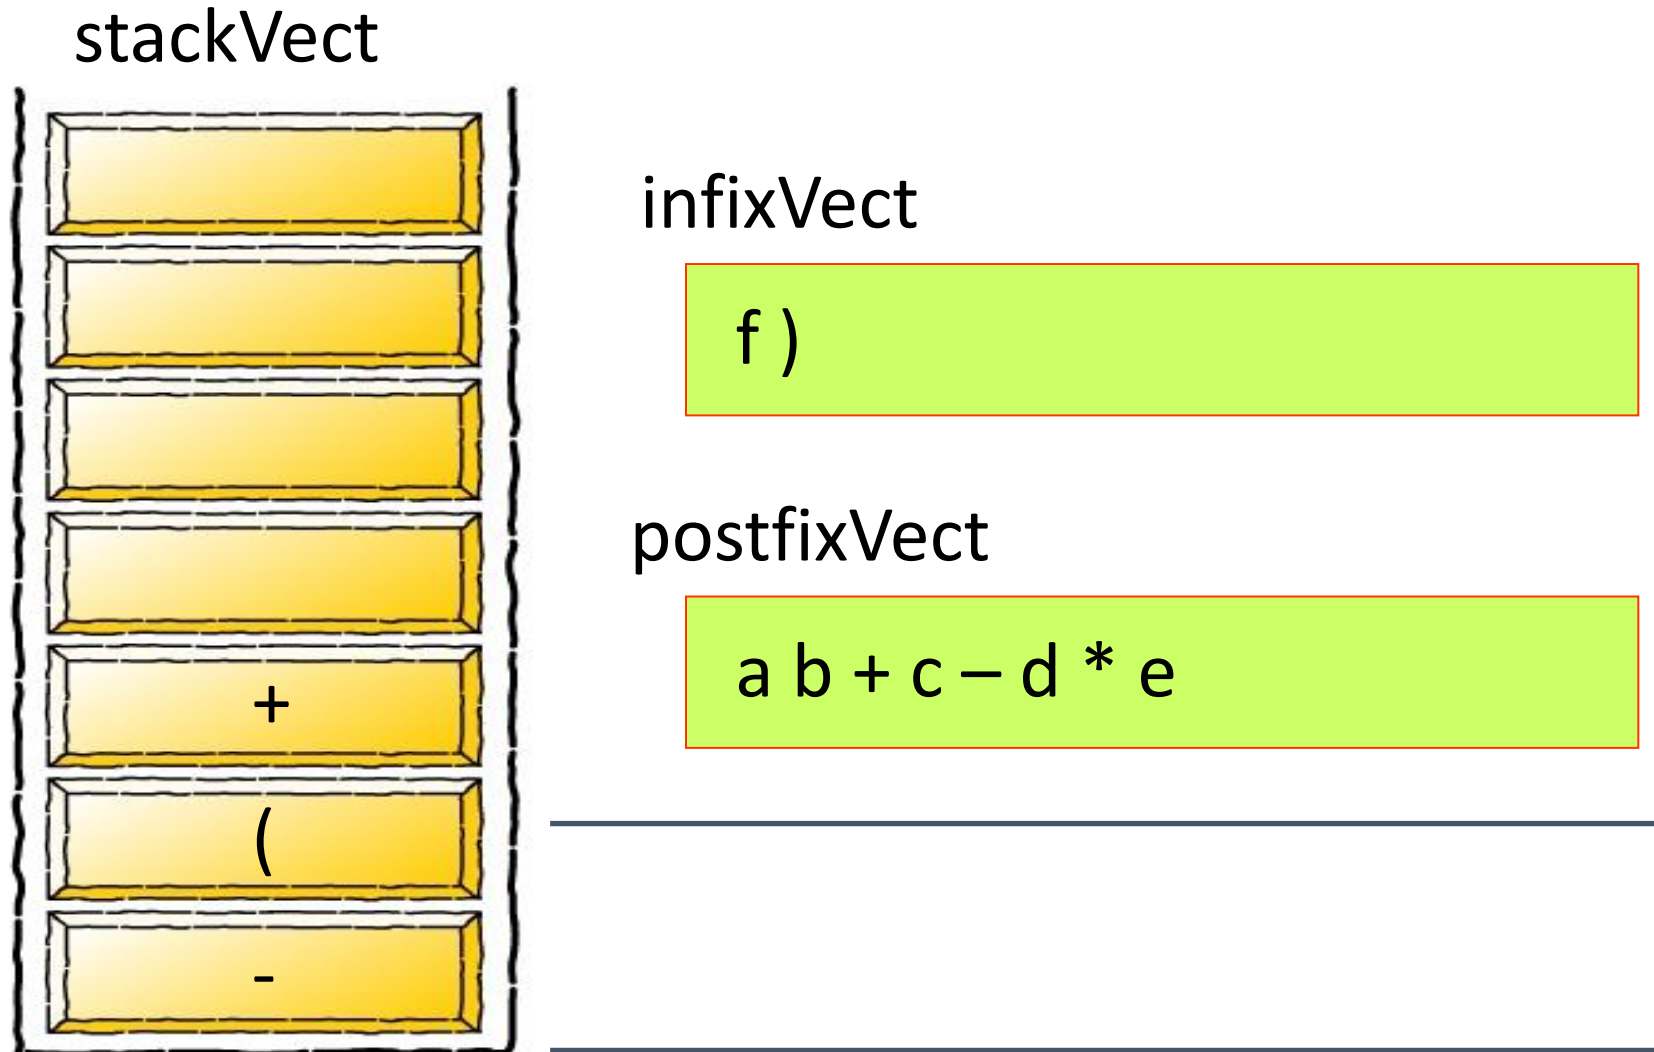 stackVect
infixVect
f )
postfixVect
a b + c – d * e
+
(
-